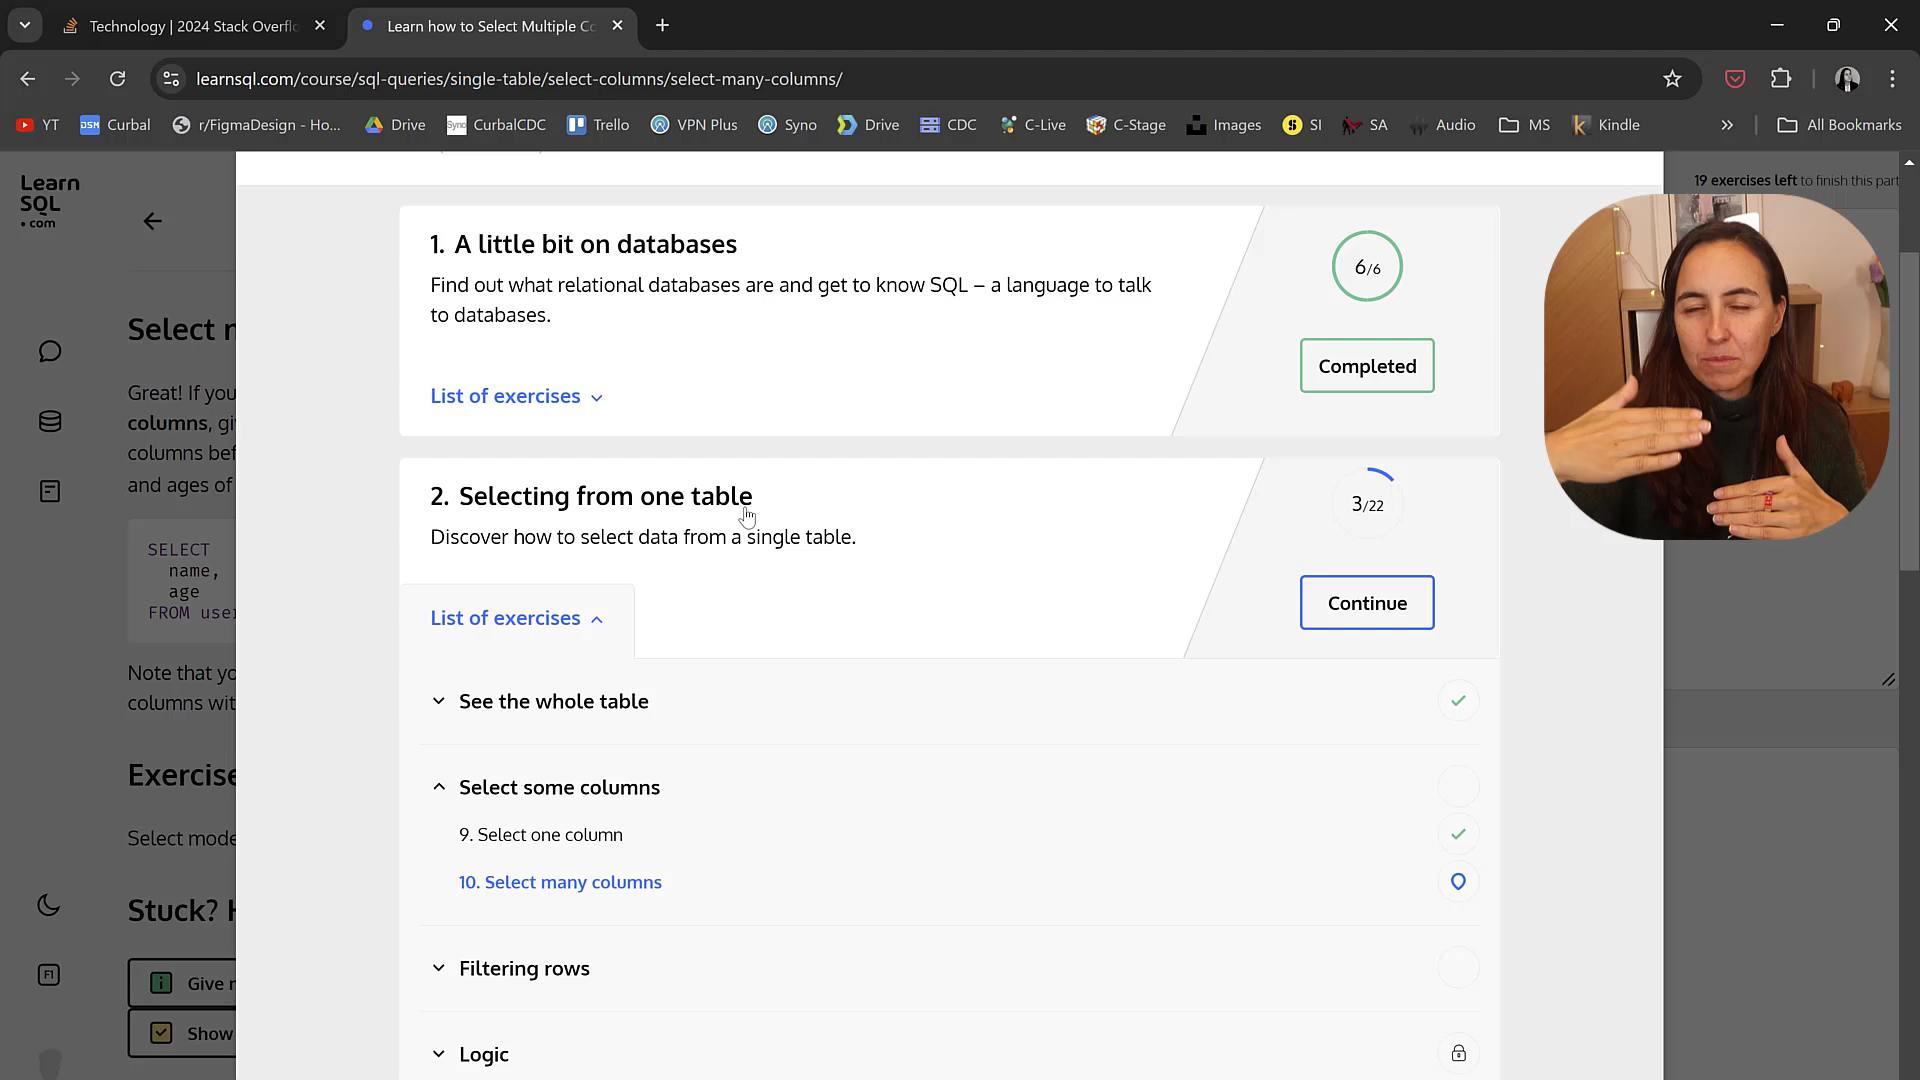 Technology | 2024 Stack Overflo
Learn how to Select Multiple Co
learnsql.com/course/sql-queries/single-table/select-columns/select-many-columns/
YT
DSM
Curbal
r/FigmaDesign - Ho...
Drive
Syno
CurbalCDC
Trello
VPN Plus
Syno
Drive
CDC
C-Live
C-Stage
Images
SI
SA
Audio
MS
Kindle
All Bookmarks
Learn
SQL
• com
19 exercises left to finish this part
1. A little bit on databases
Find out what relational databases are and get to know SQL – a language to talk
to databases.
6/6
Completed
List of exercises
Select m
Great! If you
columns, gi
columns bef
and ages of
SELECT
name,
age
FROM user
Note that yo
columns wit
Exercise
Select mode
Stuck? H
Give m
Show
F1
2. Selecting from one table
Discover how to select data from a single table.
3/22
Continue
List of exercises
See the whole table
Select some columns
9. Select one column
10. Select many columns
Filtering rows
Logic